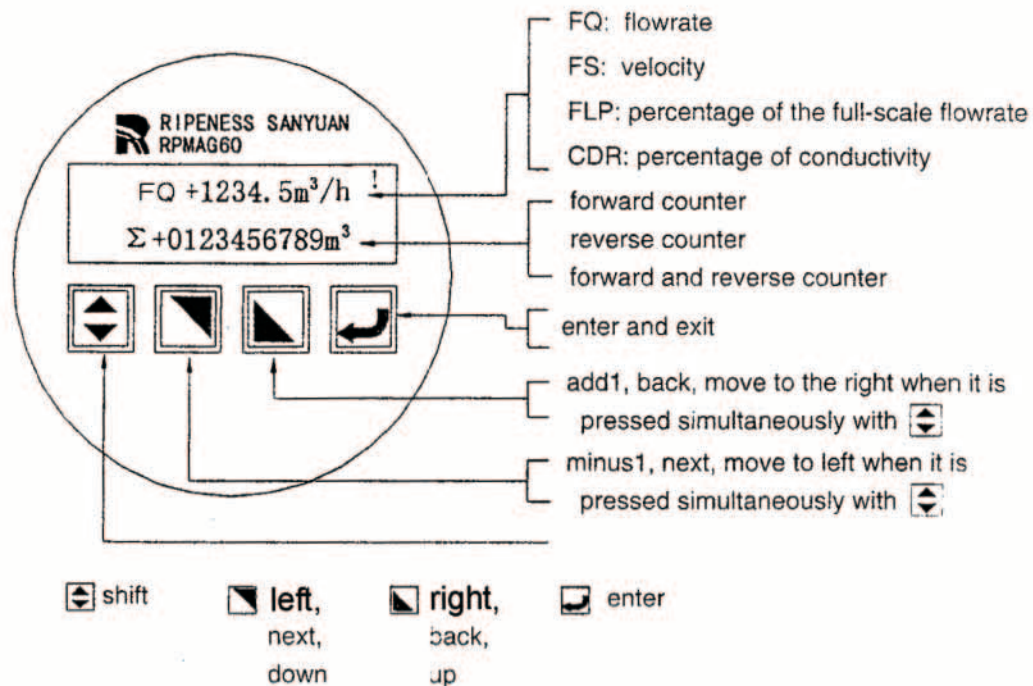 FQ: flowrate
FS: velocity
FLP: percentage of the full-scale flowrate
CDR: percentage of conductivity
RIPENESS SANYUAN
RPMAG60
FQ +1234.5m³/h !
Σ+0123456789m³
forward counter
reverse counter
forward and reverse counter
enter and exit
add1, back, move to the right when it is
pressed simultaneously with
minus1, next, move to left when it is
pressed simultaneously with
shift
left,
next,
down
right,
back,
up
enter